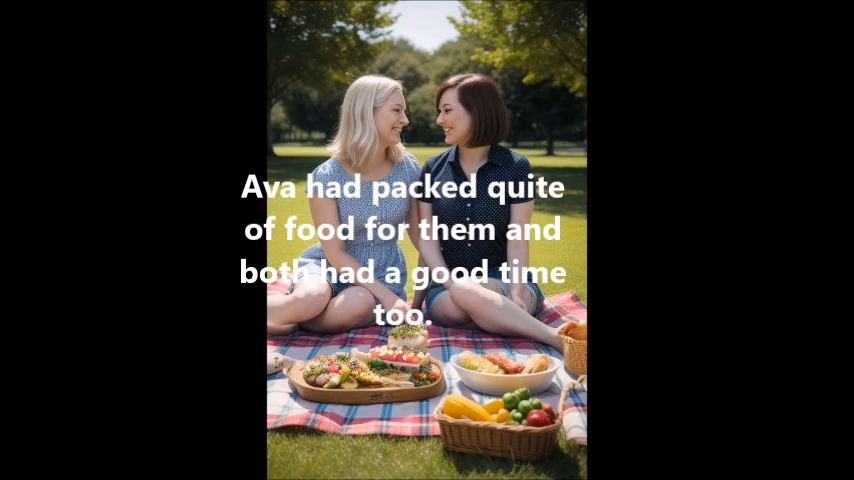 Ava had packed quite
of food for them and
both had a good time
too.